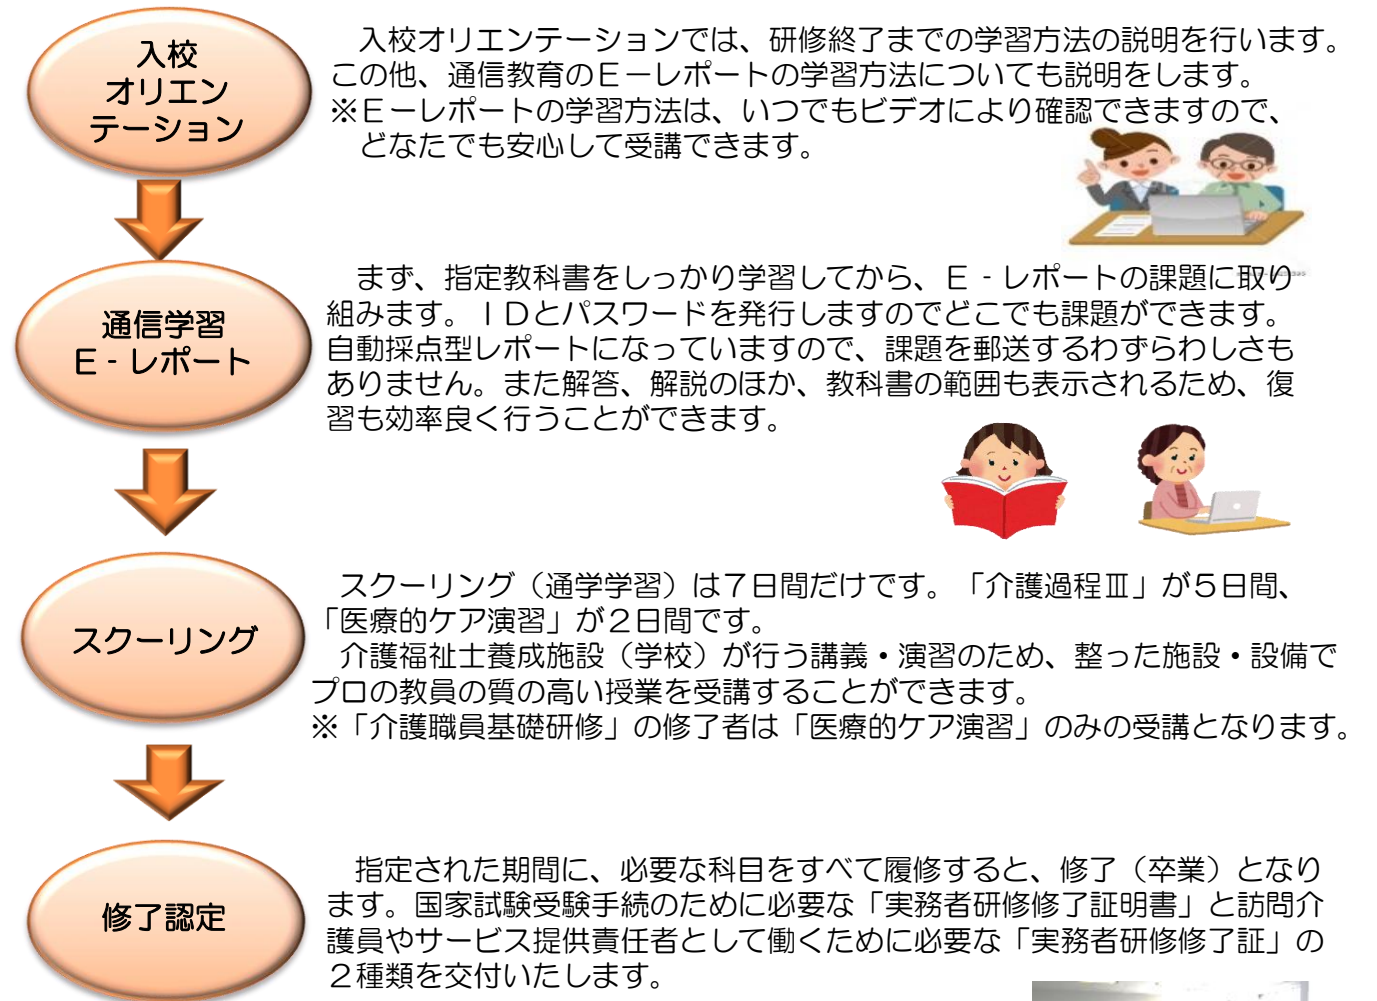 入校
オリエン
テーション
入校オリエンテーションでは、研修終了までの学習方法の説明を行います。
この他、通信教育のE－レポートの学習方法についても説明をします。
※E－レポートの学習方法は、いつでもビデオにより確認できますので、
どなたでも安心して受講できます。
通信学習
E‐レポート
まず、指定教科書をしっかり学習してから、E‐レポートの課題に取り
組みます。IDとパスワードを発行しますのでどこでも課題ができます。
自動採点型レポートになっていますので、課題を郵送するわずらわしさも
ありません。また解答、解説のほか、教科書の範囲も表示されるため、復
習も効率良く行うことができます。
スクーリング
スクーリング（通学学習）は７日間だけです。「介護過程Ⅲ」が５日間、
「医療的ケア演習」が２日間です。
介護福祉士養成施設（学校）が行う講義・演習のため、整った施設・設備で
プロの教員の質の高い授業を受講することができます。
※「介護職員基礎研修」の修了者は「医療的ケア演習」のみの受講となります。
修了認定
指定された期間に、必要な科目をすべて履修すると、修了（卒業）となり
ます。国家試験受験手続のために必要な「実務者研修修了証明書」と訪問介
護員やサービス提供責任者として働くために必要な「実務者研修修了証」の
２種類を交付いたします。